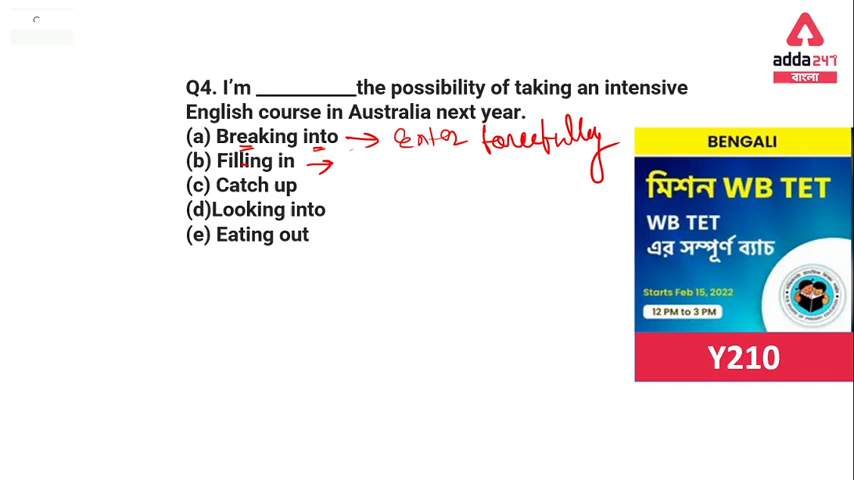 adda247
বাংলা
Q4. I'm __________the possibility of taking an intensive
English course in Australia next year.
(a) Breaking into → Enter forcefully
(b) Filling in →
(c) Catch up
(d)Looking into
(e) Eating out
BENGALI
মিশন WB TET
WB TET
এর সম্পূর্ণ ব্যাচ
Starts Feb 15, 2022
12 PM to 3 PM
Y210